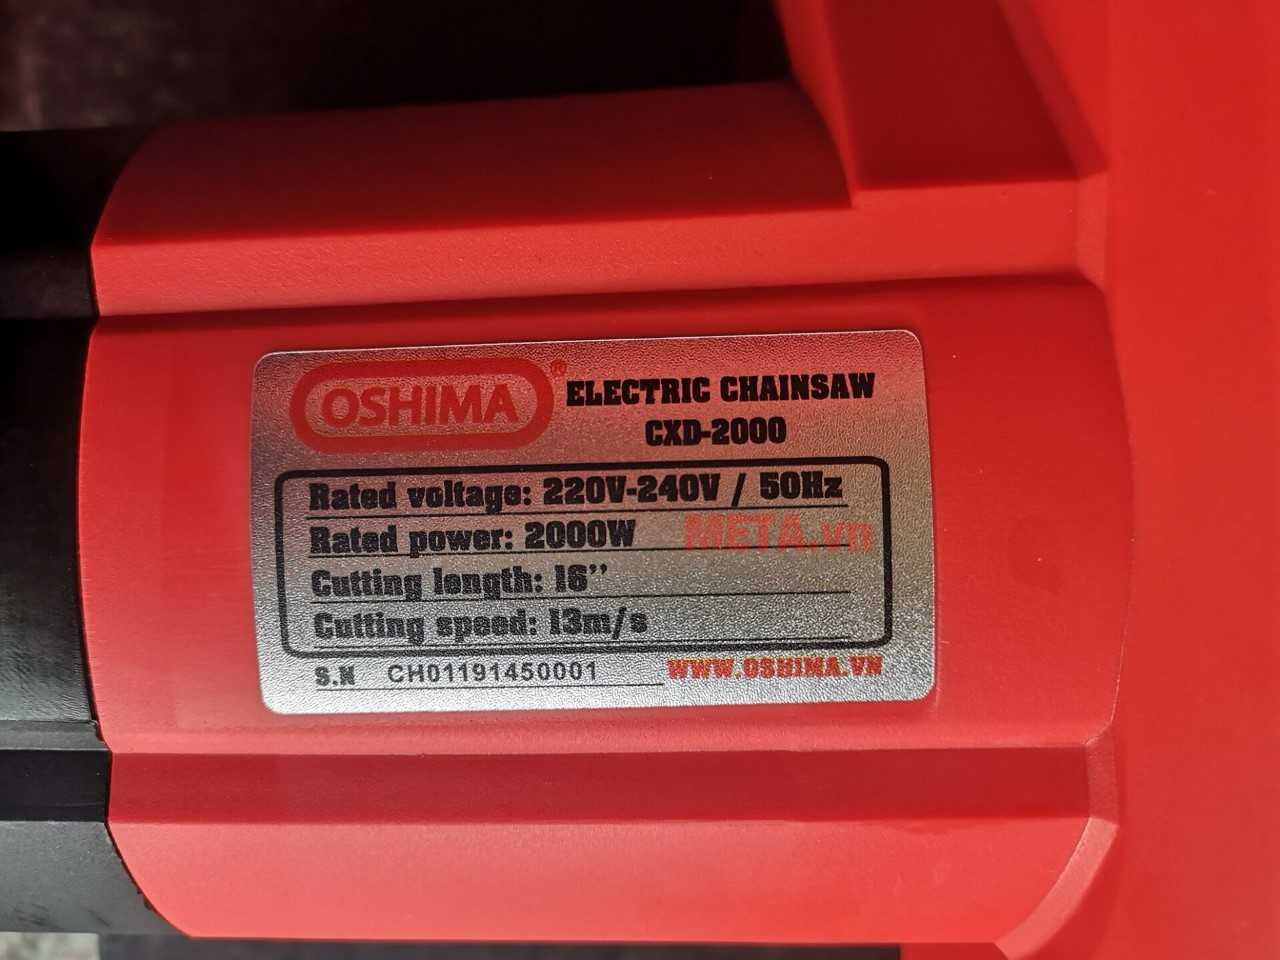 OSHIMA®
ELECTRIC CHAINSAW
CXD-2000
Rated voltage: 220V-240V / 50Hz
Rated power: 2000W
META.vn
Cutting length: 16’’
Cutting speed: 13m/s
S.N CH01191450001
WWW.OSHIMA.VN